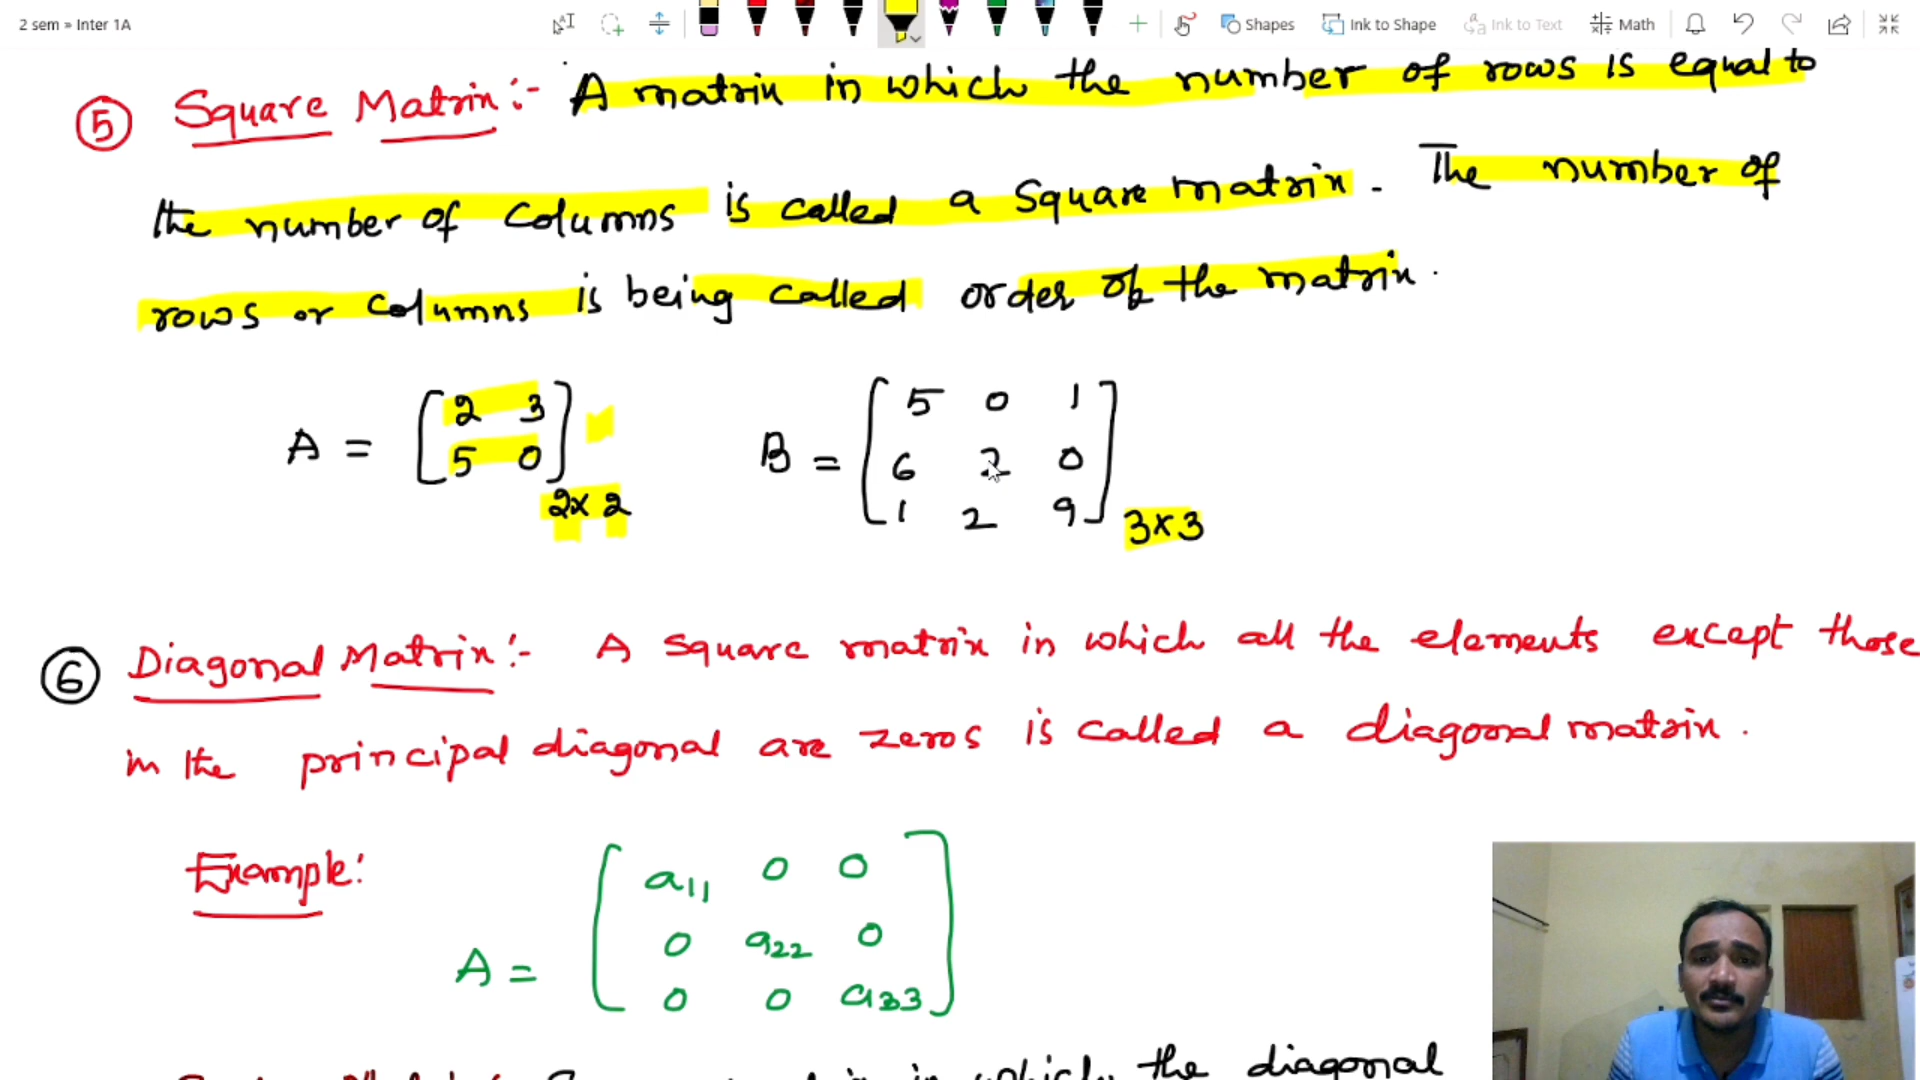 2 sem » Inter 1A
Shapes Ink to Shape Ink to Text Math
⑤ Square Matrix :- A matrix in which the number of rows is equal to
the number of columns is called a square matrix. The number of
rows or columns is being called order of the matrix.
A = [ 2 3
5 0 ] 2x2
B = [ 5 0 1
6 2 0
1 2 9 ] 3x3
⑥ Diagonal Matrix :- A square matrix in which all the elements except those
in the principal diagonal are zeros is called a diagonal matrix.
Example:
A = [ a11 0 0
0 a22 0
0 0 a33 ]
in which the diagonal